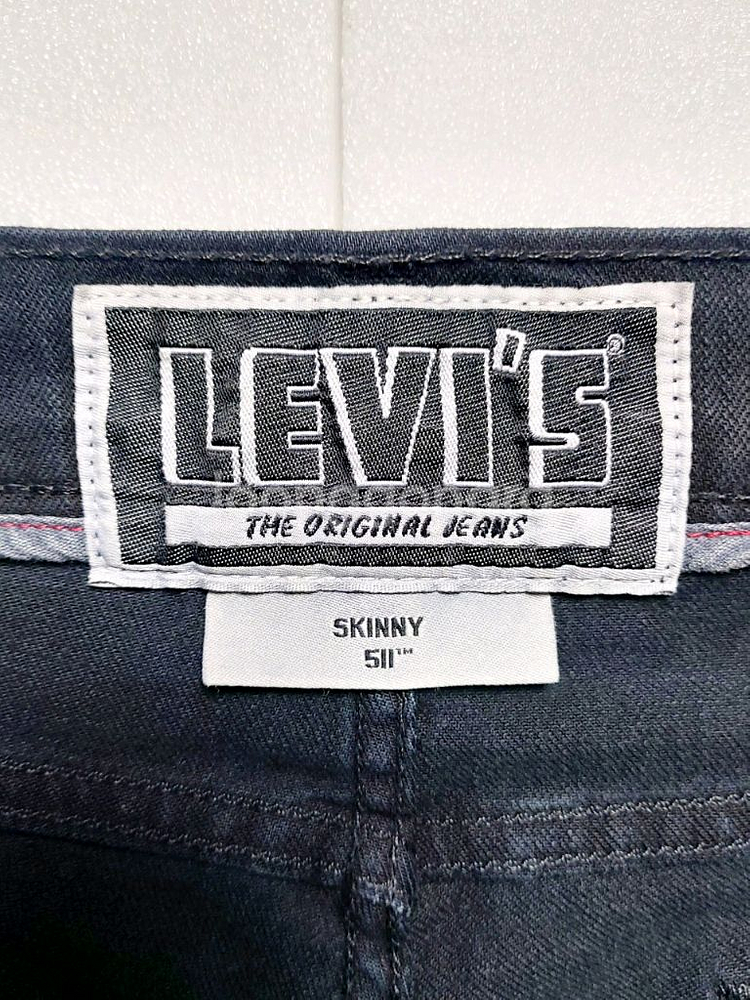 LEVI'S®
THE ORIGINAL JEANS
SKINNY
511™